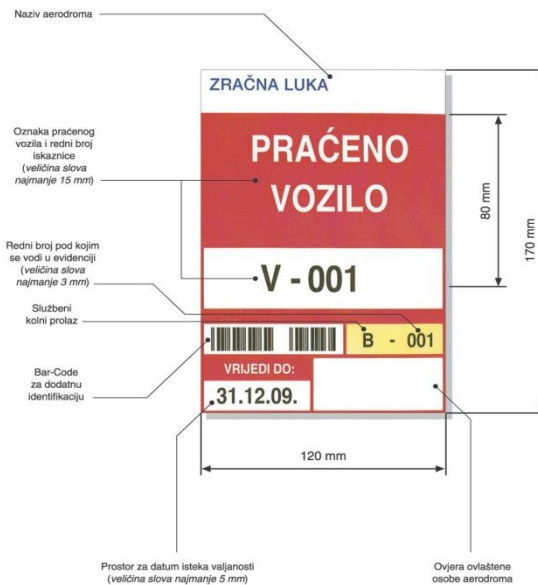 Naziv aerodroma
ZRAČNA LUKA
Oznaka praćenog
vozila i redni broj
iskaznice
(veličina slova
najmanje 15 mm)
PRAĆENO
VOZILO
80 mm
170 mm
Redni broj pod kojim
se vodi u evidenciji
(veličina slova
najmanje 3 mm)
V - 001
Službeni
kolni prolaz
B - 001
Bar-Code
za dodatnu
identifikaciju
VRIJEDI DO:
31.12.09.
120 mm
Prostor za datum isteka valjanosti
(veličina slova najmanje 5 mm)
Ovjera ovlaštene
osobe aerodroma